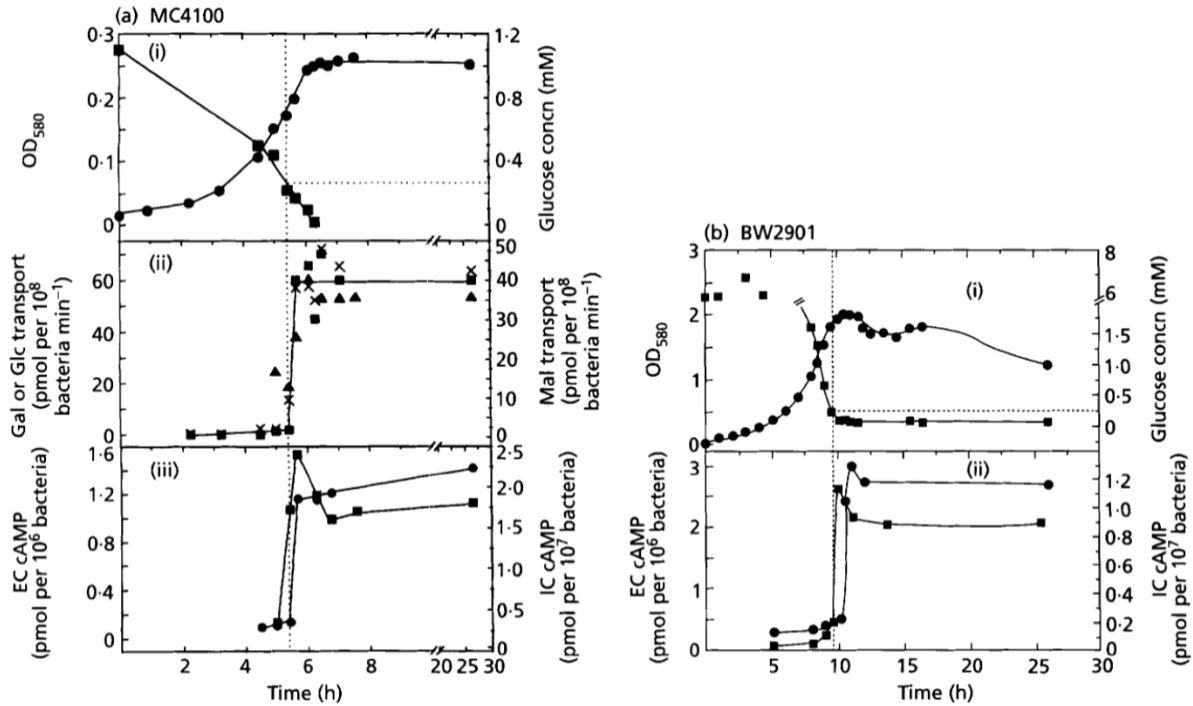 (a) MC4100
(i)
0·3
0·2
0·1
0
OD580
1·2
0·8
0·4
0
Glucose concn (mM)
(ii)
60
40
20
0
Gal or Glc transport
(pmol per 10^8
bacteria min^−1)
50
40
30
20
10
0
Mal transport
(pmol per 10^8
bacteria min^−1)
(iii)
1·6
1·2
0·8
0·4
0
EC cAMP
(pmol per 10^6 bacteria)
2·5
2·0
1·5
1·0
0·5
0
IC cAMP
(pmol per 10^7 bacteria)
2 4 6 8 20 25 30
Time (h)
(b) BW2901
(i)
3
2
1
0
OD580
8
6
1·5
1·0
0·5
0
Glucose concn (mM)
(ii)
3
2
1
0
EC cAMP
(pmol per 10^6 bacteria)
1·2
1·0
0·8
0·6
0·4
0·2
0
IC cAMP
(pmol per 10^7 bacteria)
5 10 15 20 25 30
Time (h)